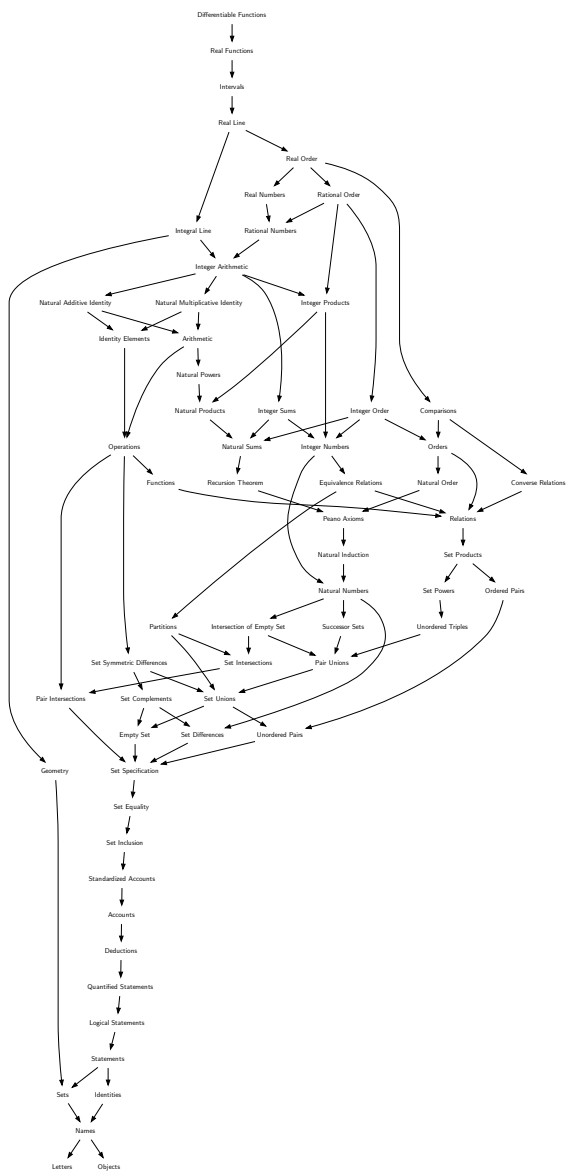 Differentiable Functions
Real Functions
Intervals
Real Line
Real Order
Real Numbers
Rational Order
Integral Line
Rational Numbers
Integer Arithmetic
Natural Additive Identity
Natural Multiplicative Identity
Integer Products
Identity Elements
Arithmetic
Natural Powers
Natural Products
Integer Sums
Integer Order
Comparisons
Operations
Natural Sums
Integer Numbers
Orders
Functions
Recursion Theorem
Equivalence Relations
Natural Order
Converse Relations
Peano Axioms
Relations
Natural Induction
Set Products
Natural Numbers
Set Powers
Ordered Pairs
Partitions
Intersection of Empty Set
Successor Sets
Unordered Triples
Set Symmetric Differences
Set Intersections
Pair Unions
Pair Intersections
Set Complements
Set Unions
Empty Set
Set Differences
Unordered Pairs
Geometry
Set Specification
Set Equality
Set Inclusion
Standardized Accounts
Accounts
Deductions
Quantified Statements
Logical Statements
Statements
Sets
Identities
Names
Letters
Objects